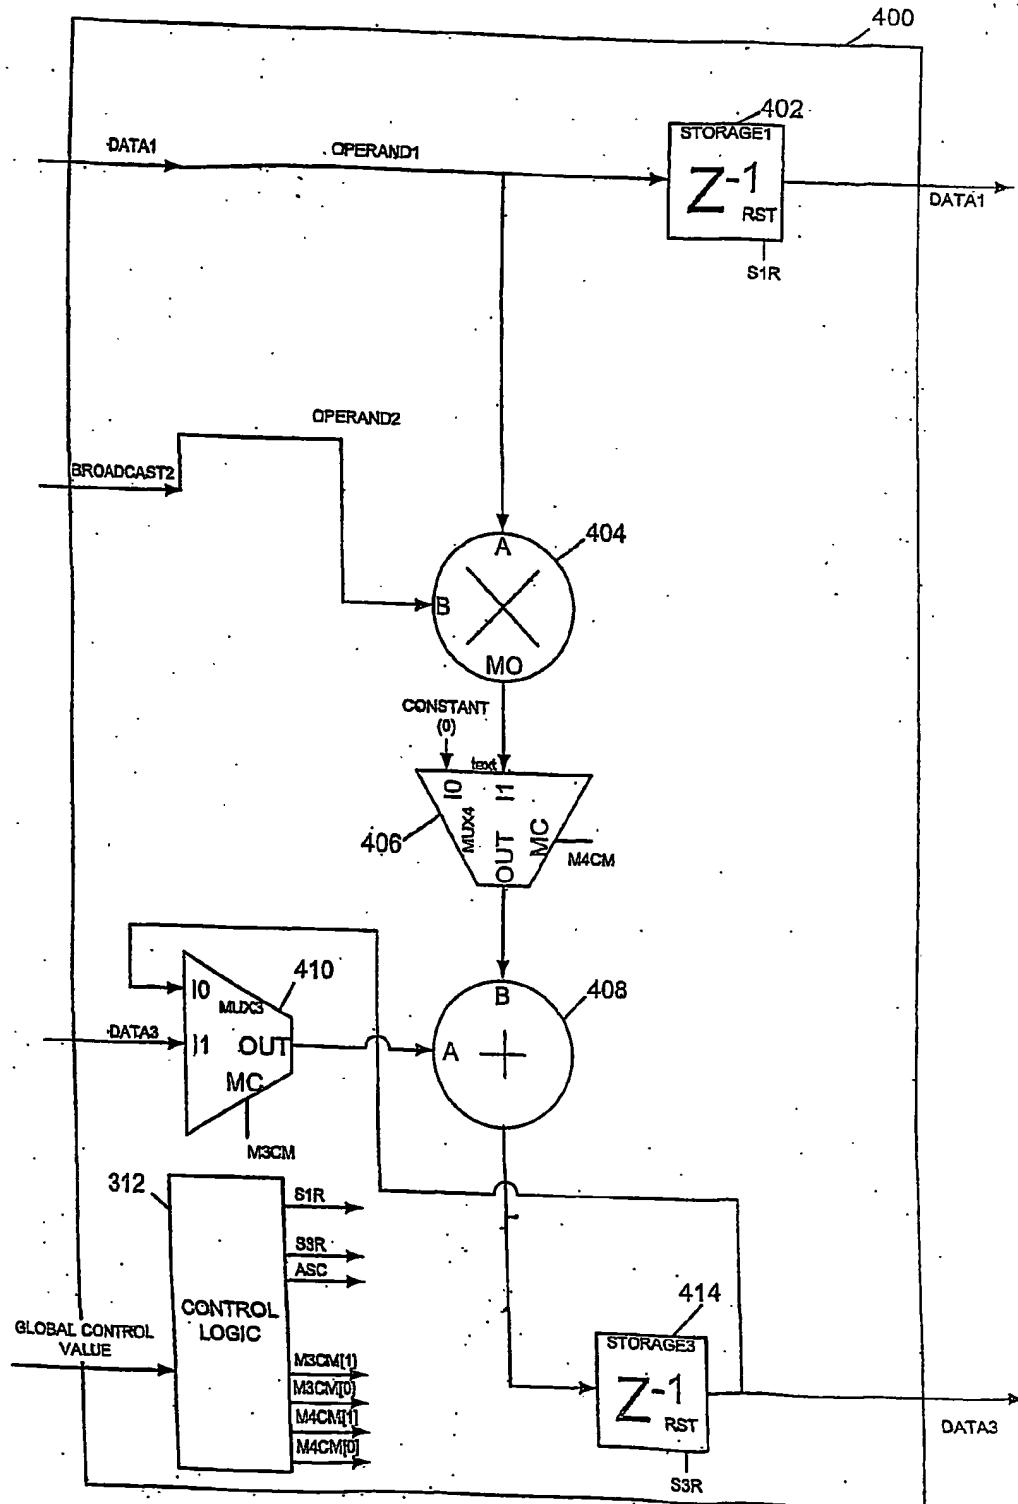 400
402
STORAGE1
Z-1
RST
S1R
DATA1
OPERAND1
DATA1
OPERAND2
BROADCAST2
404
A
B
MO
CONSTANT
(0)
text
I0
I1
MUX4
OUT
MC
406
M4CM
410
I0
MUX3
DATA3
I1
OUT
MC
M3CM
408
B
A
312
S1R
S3R
ASC
CONTROL
LOGIC
GLOBAL CONTROL
VALUE
M3CM[1]
M3CM[0]
M4CM[1]
M4CM[0]
414
STORAGE3
Z-1
RST
S3R
DATA3